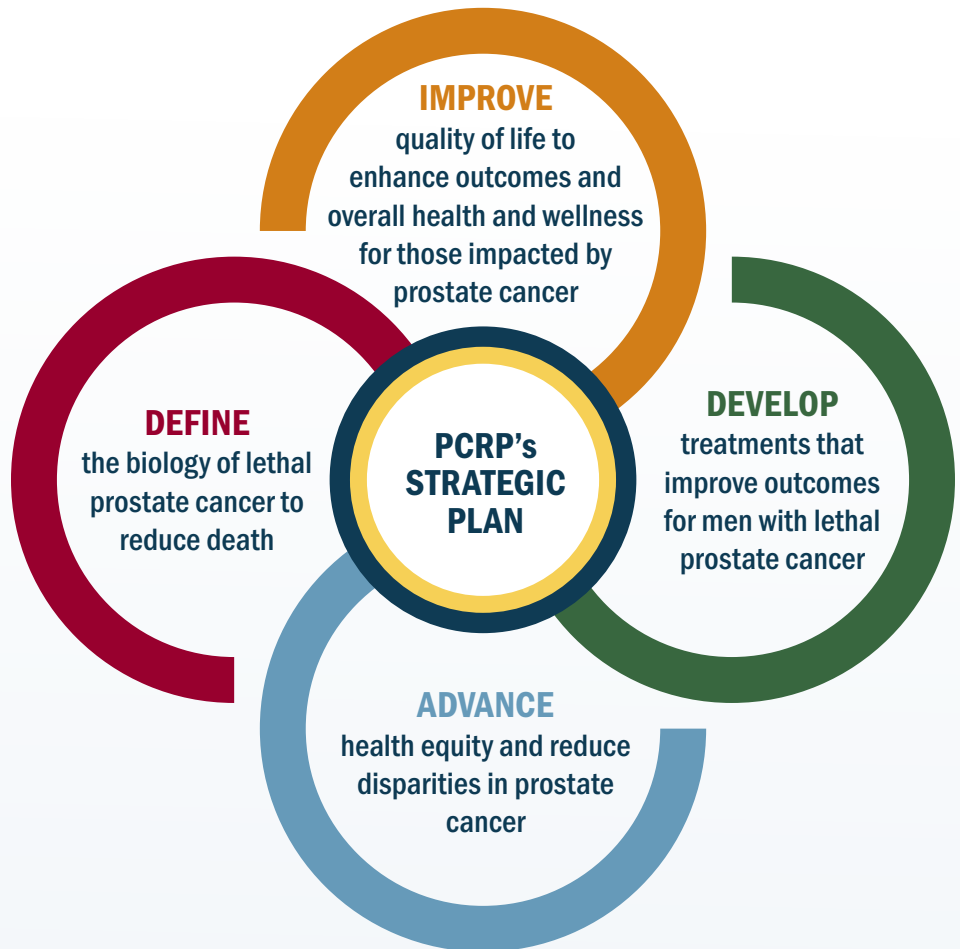 IMPROVE
quality of life to
enhance outcomes and
overall health and wellness
for those impacted by
prostate cancer
DEFINE
the biology of lethal
prostate cancer to
reduce death
PCRP's
STRATEGIC
PLAN
DEVELOP
treatments that
improve outcomes
for men with lethal
prostate cancer
ADVANCE
health equity and reduce
disparities in prostate
cancer